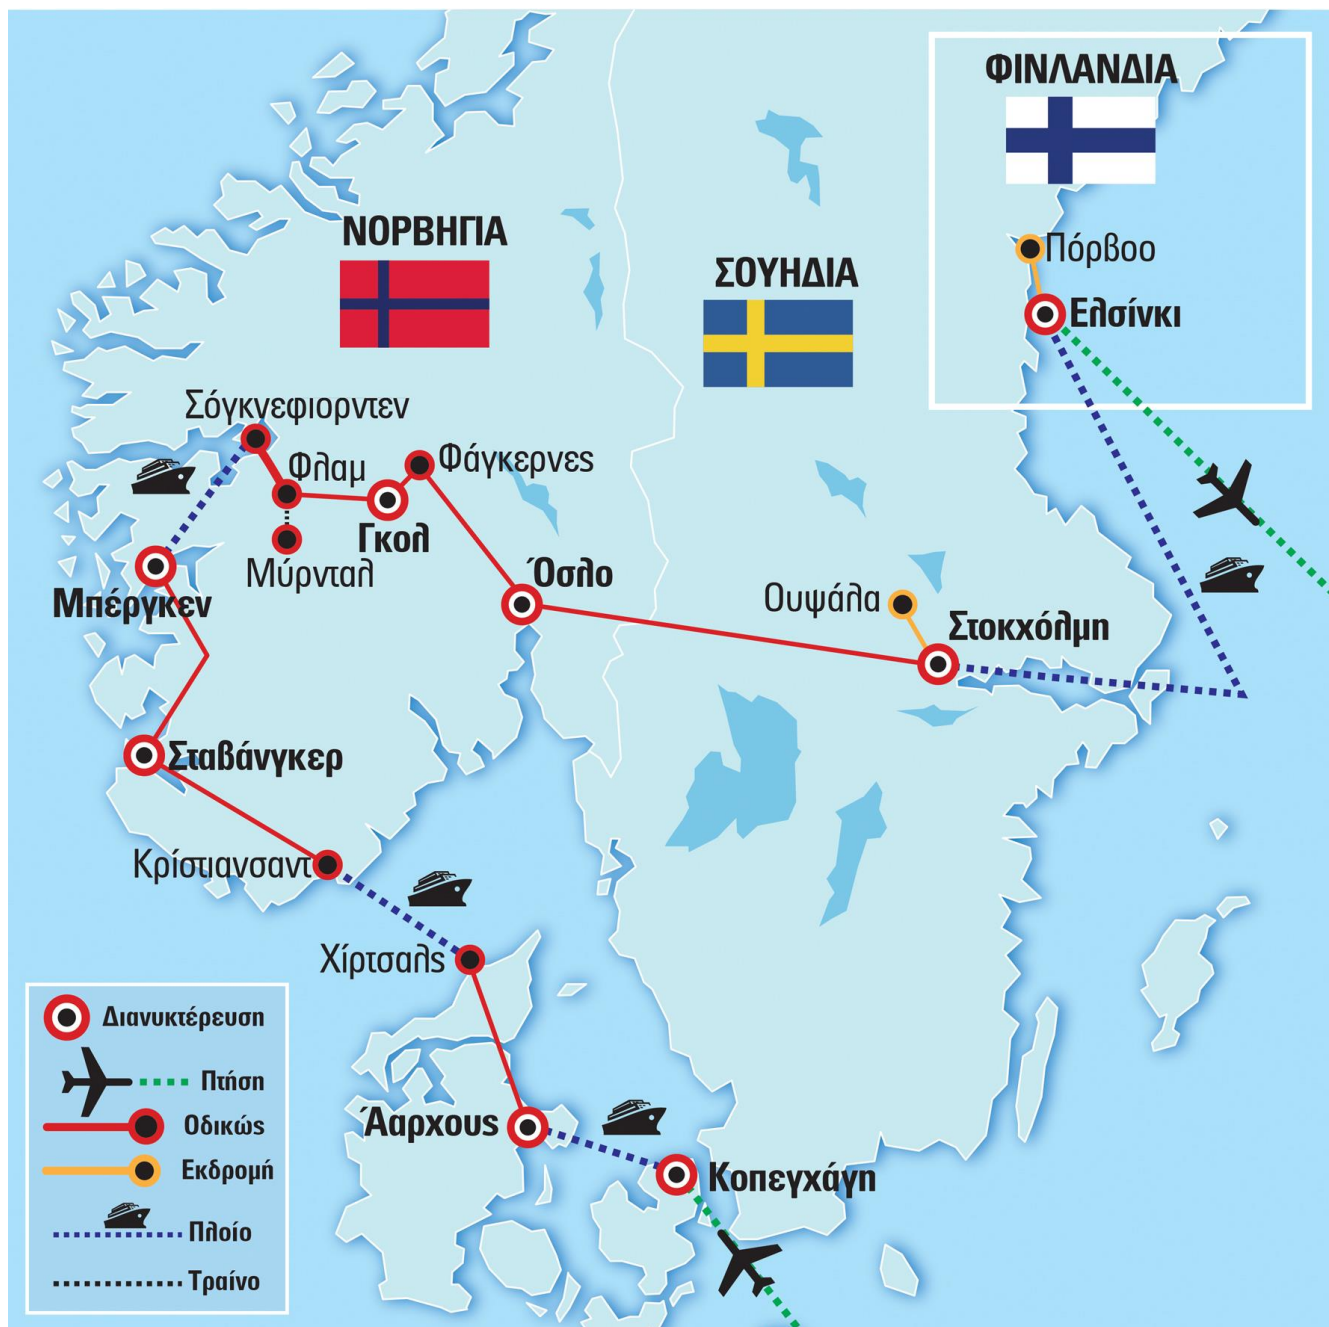 ΦΙΝΛΑΝΔΙΑ
ΝΟΡΒΗΓΙΑ
ΣΟΥΗΔΙΑ
Πόρβοο
Ελσίνκι
Σόγκνεφιορντεν
Φλαμ
Φάγκερνες
Γκολ
Μύρνταλ
Όσλο
Μπέργκεν
Ουψάλα
Στοκχόλμη
Σταβάνγκερ
Κρίστιανσαντ
Χίρτσαλς
Άαρχους
Κοπεγχάγη
Διανυκτέρευση
Πτήση
Οδικώς
Εκδρομή
Πλοίο
Τραίνο